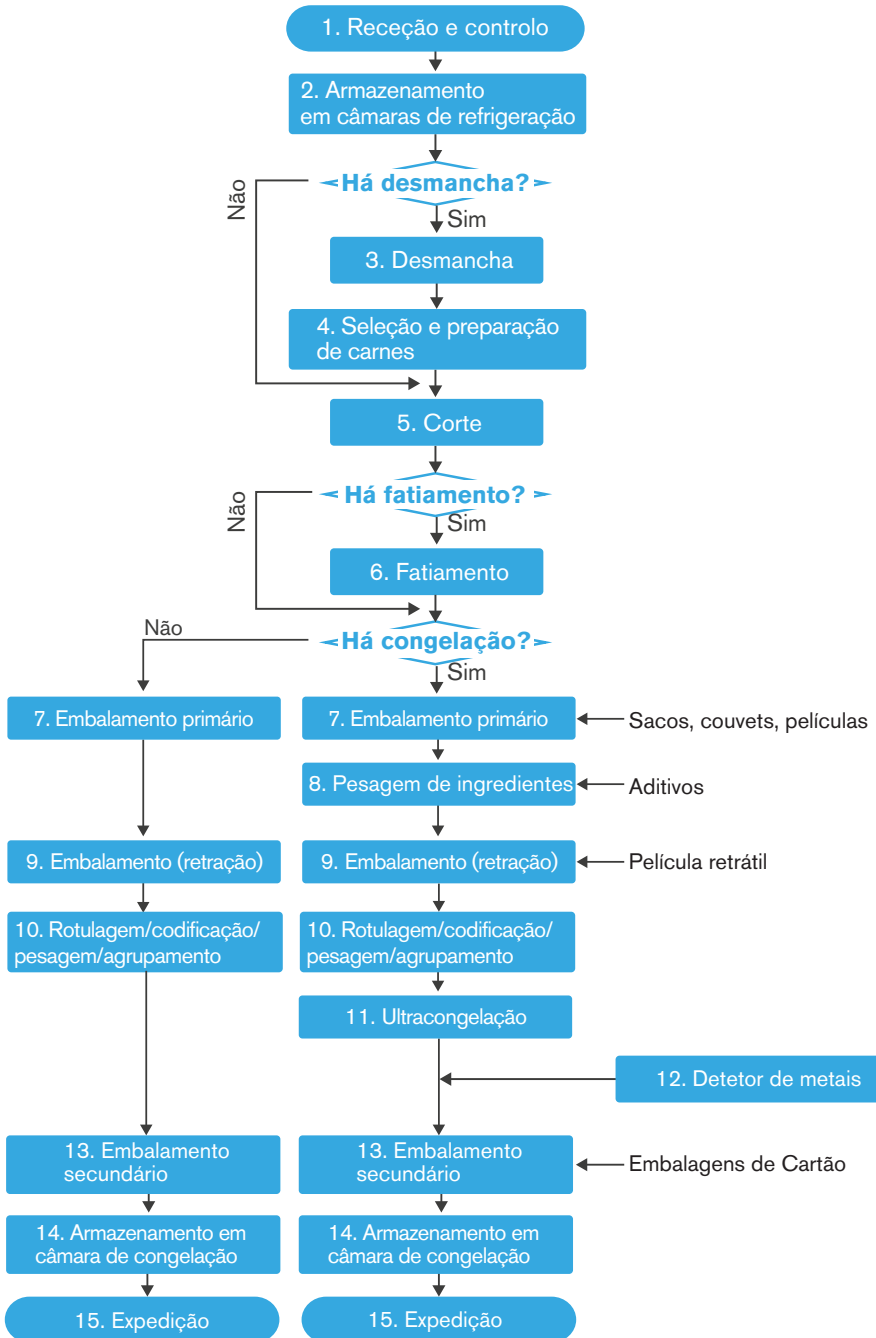 1. Receção e controlo
2. Armazenamento
em câmaras de refrigeração
Há desmancha?
Não
Sim
3. Desmancha
4. Seleção e preparação
de carnes
5. Corte
Há fatiamento?
Não
Sim
6. Fatiamento
Há congelação?
Não
Sim
7. Embalamento primário
7. Embalamento primário
Sacos, couvets, películas
8. Pesagem de ingredientes
Aditivos
9. Embalamento (retração)
9. Embalamento (retração)
Película retrátil
10. Rotulagem/codificação/
pesagem/agrupamento
10. Rotulagem/codificação/
pesagem/agrupamento
11. Ultracongelação
12. Detetor de metais
13. Embalamento
secundário
13. Embalamento
secundário
Embalagens de Cartão
14. Armazenamento em
câmara de congelação
14. Armazenamento em
câmara de congelação
15. Expedição
15. Expedição